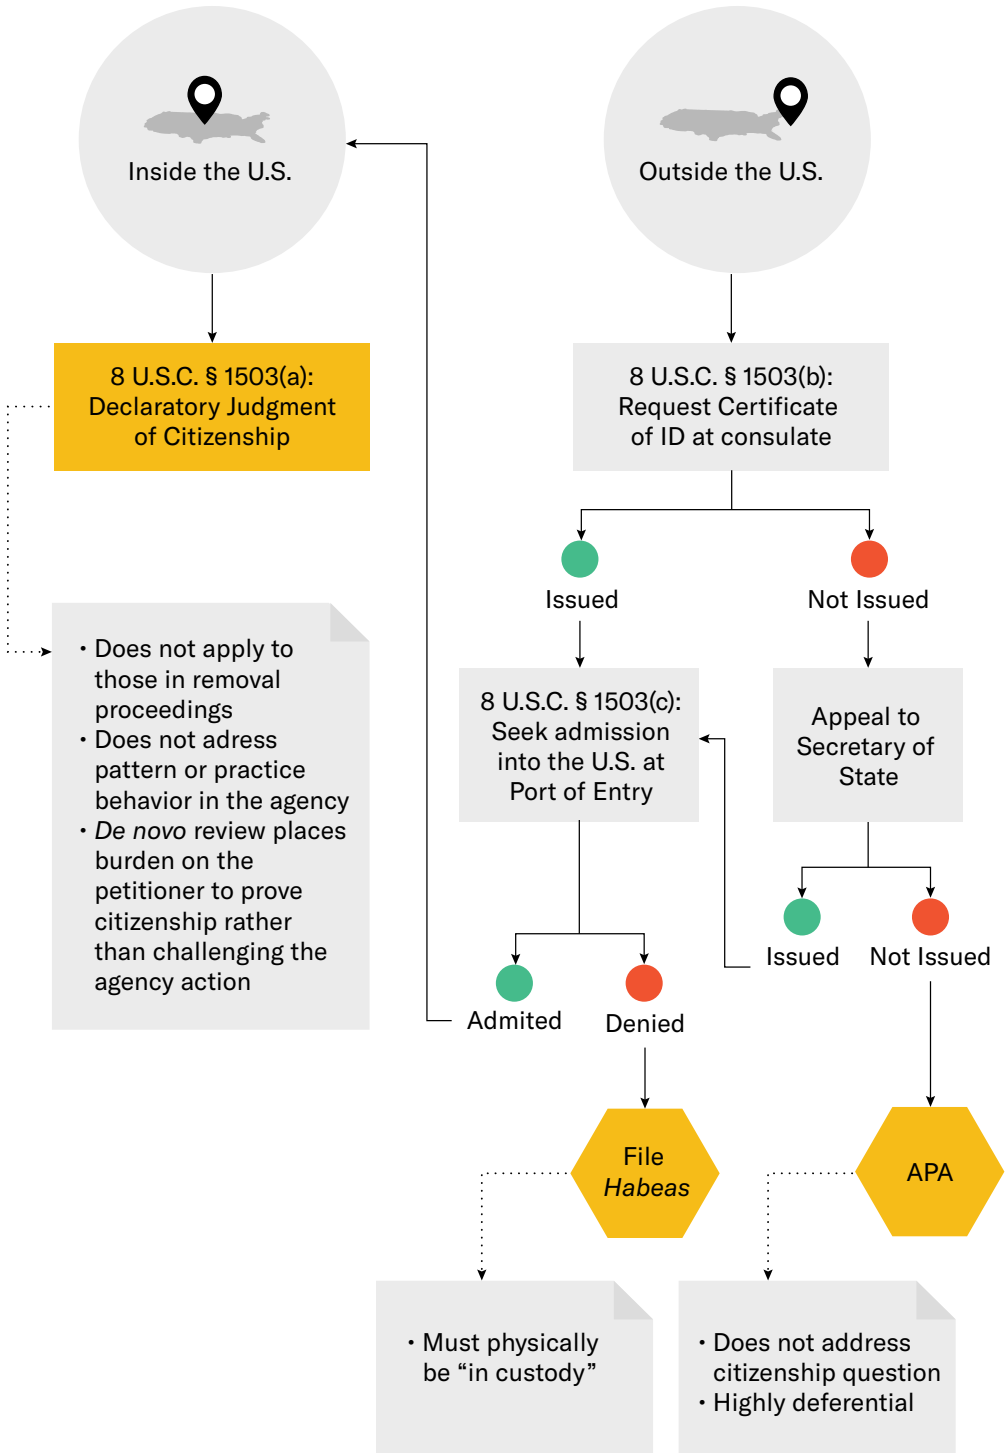 Inside the U.S.
Outside the U.S.
8 U.S.C. § 1503(a):
Declaratory Judgment
of Citizenship
8 U.S.C. § 1503(b):
Request Certificate
of ID at consulate
Issued
Not Issued
• Does not apply to
those in removal
proceedings
• Does not adress
pattern or practice
behavior in the agency
• De novo review places
burden on the
petitioner to prove
citizenship rather
than challenging the
agency action
8 U.S.C. § 1503(c):
Seek admission
into the U.S. at
Port of Entry
Appeal to
Secretary of
State
Issued
Not Issued
Admited
Denied
File
Habeas
APA
• Must physically
be “in custody”
• Does not address
citizenship question
• Highly deferential